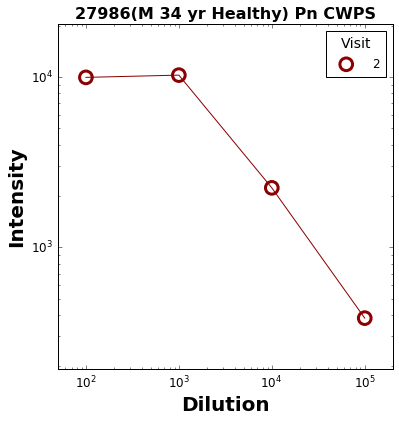 27986(M 34 yr Healthy) Pn CWPS
Visit
2
10⁴
10³
Intensity
10² 10³ 10⁴ 10⁵
Dilution